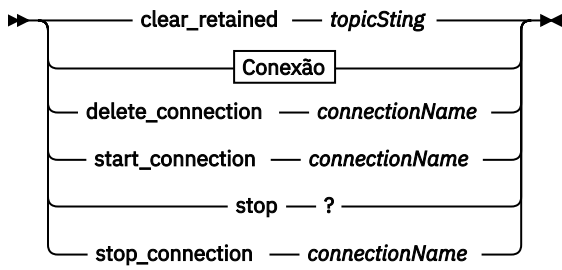 clear_retained topicSting
Conexão
delete_connection connectionName
start_connection connectionName
stop ?
stop_connection connectionName